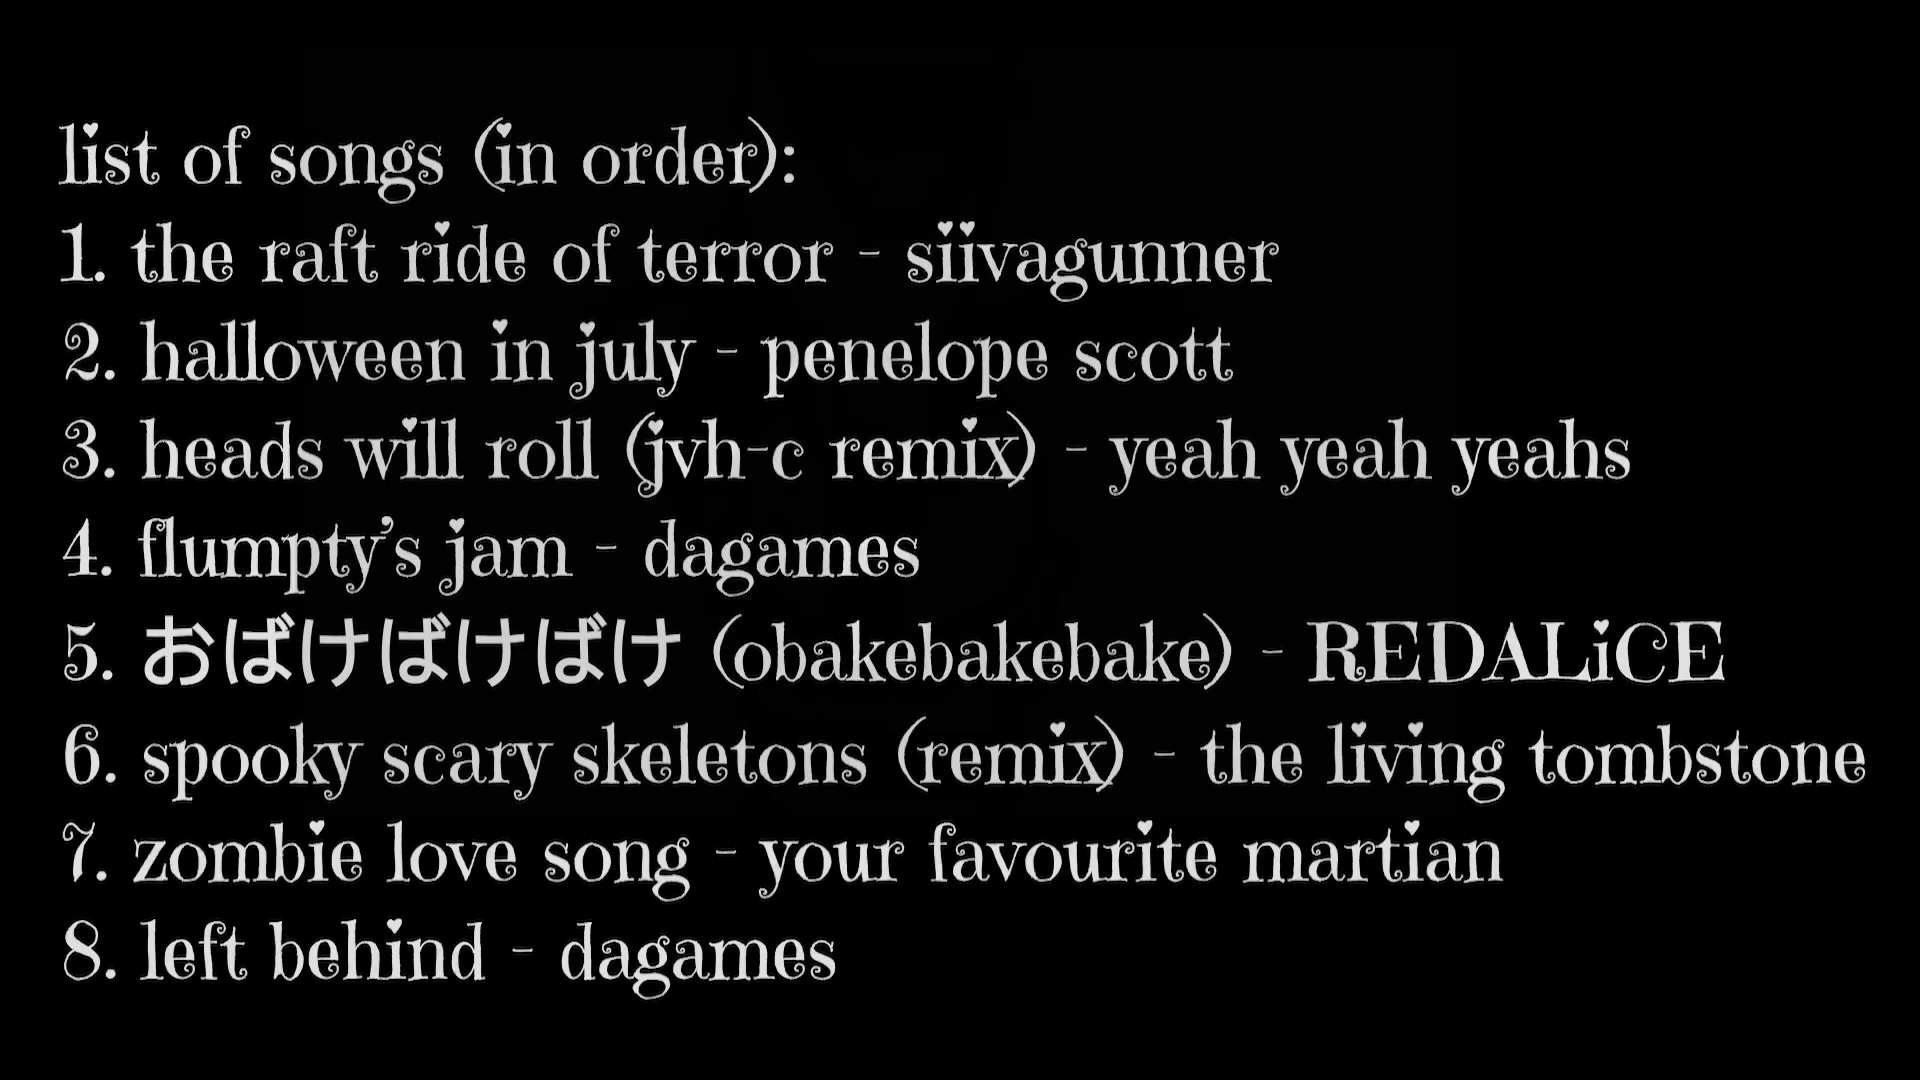 list of songs (in order):
1. the raft ride of terror - siivagunner
2. halloween in july - penelope scott
3. heads will roll (jvh-c remix) - yeah yeah yeahs
4. flumpty's jam - dagames
5. おばけばけばけ (obakebakebake) - REDALiCE
6. spooky scary skeletons (remix) - the living tombstone
7. zombie love song - your favourite martian
8. left behind - dagames